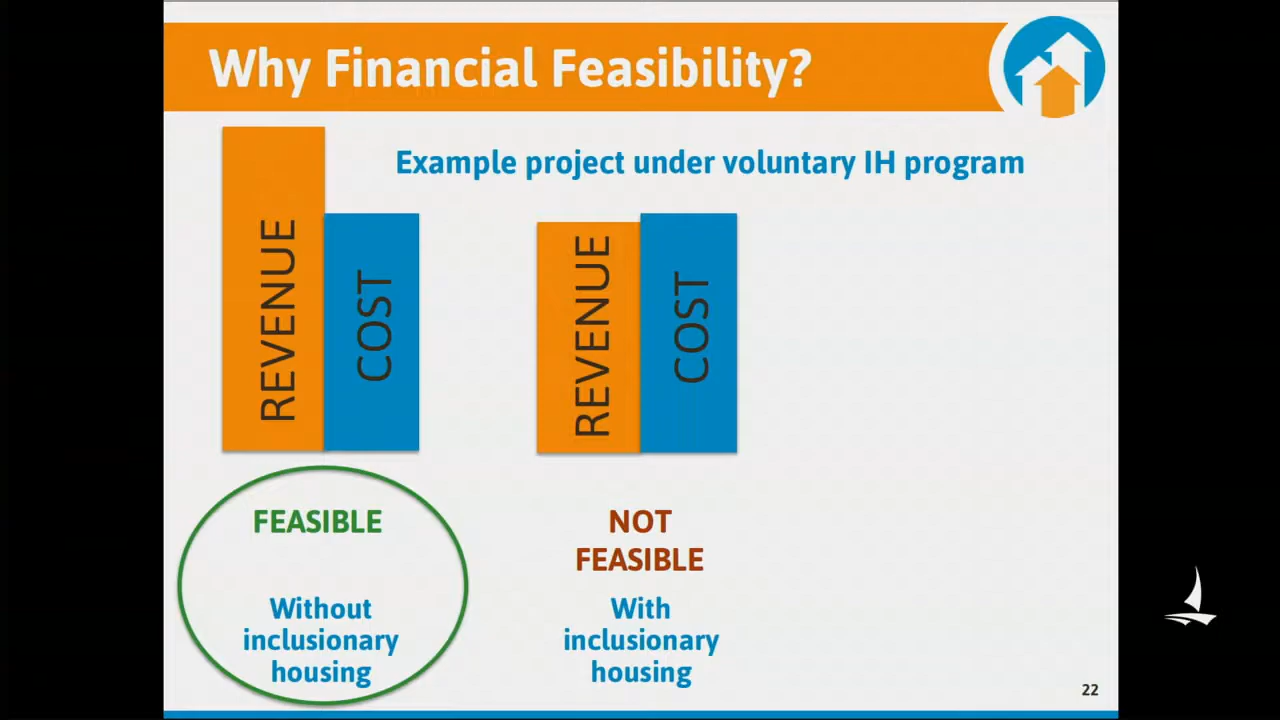 Why Financial Feasibility?
Example project under voluntary IH program
REVENUE
COST
REVENUE
COST
FEASIBLE
Without
inclusionary
housing
NOT
FEASIBLE
With
inclusionary
housing
22